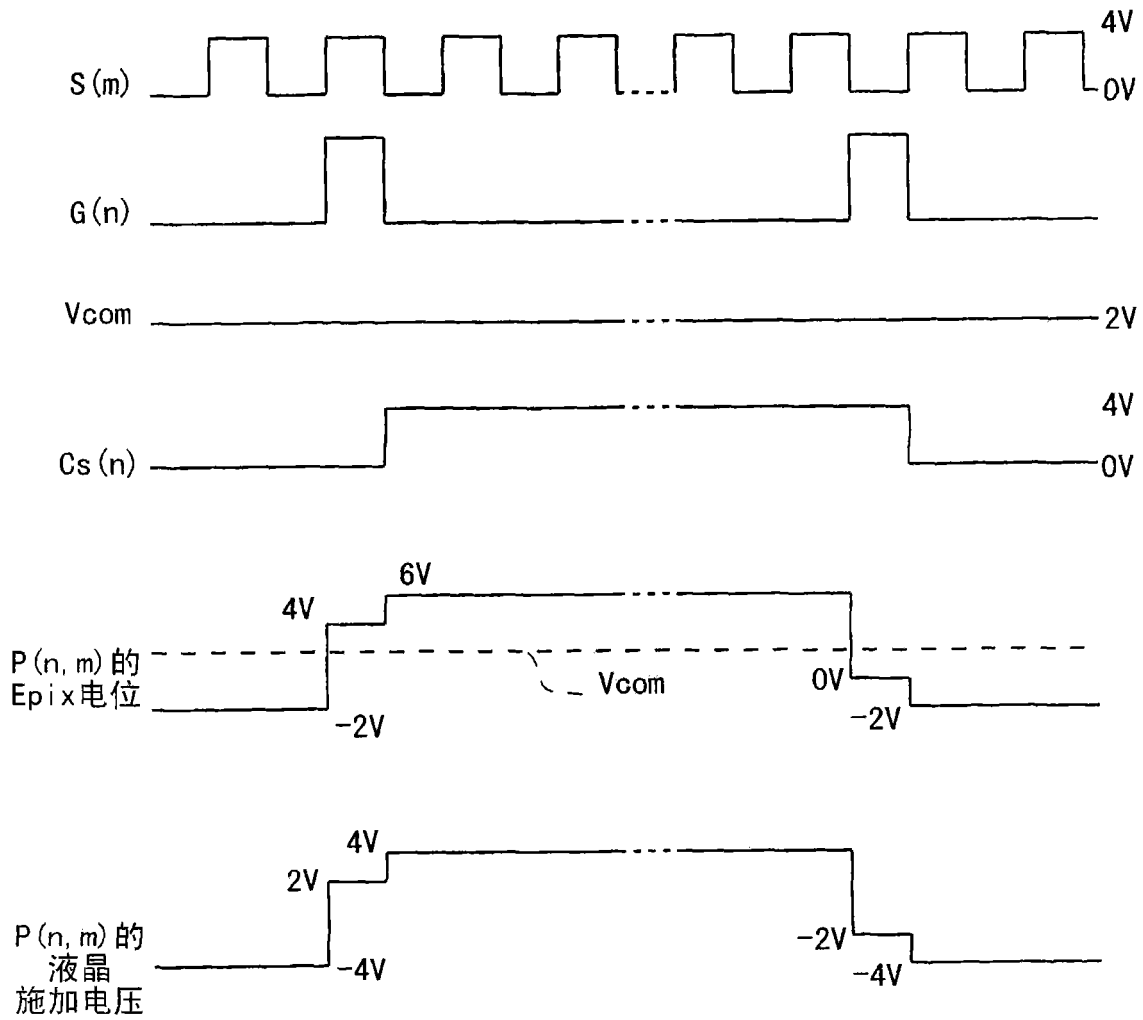 4V
S(m)
0V
G(n)
Vcom
2V
4V
Cs(n)
0V
6V
4V
P(n,m)的
Epix电位
Vcom
0V
-2V
-2V
4V
2V
P(n,m)的
液晶
施加电压
-4V
-2V
-4V